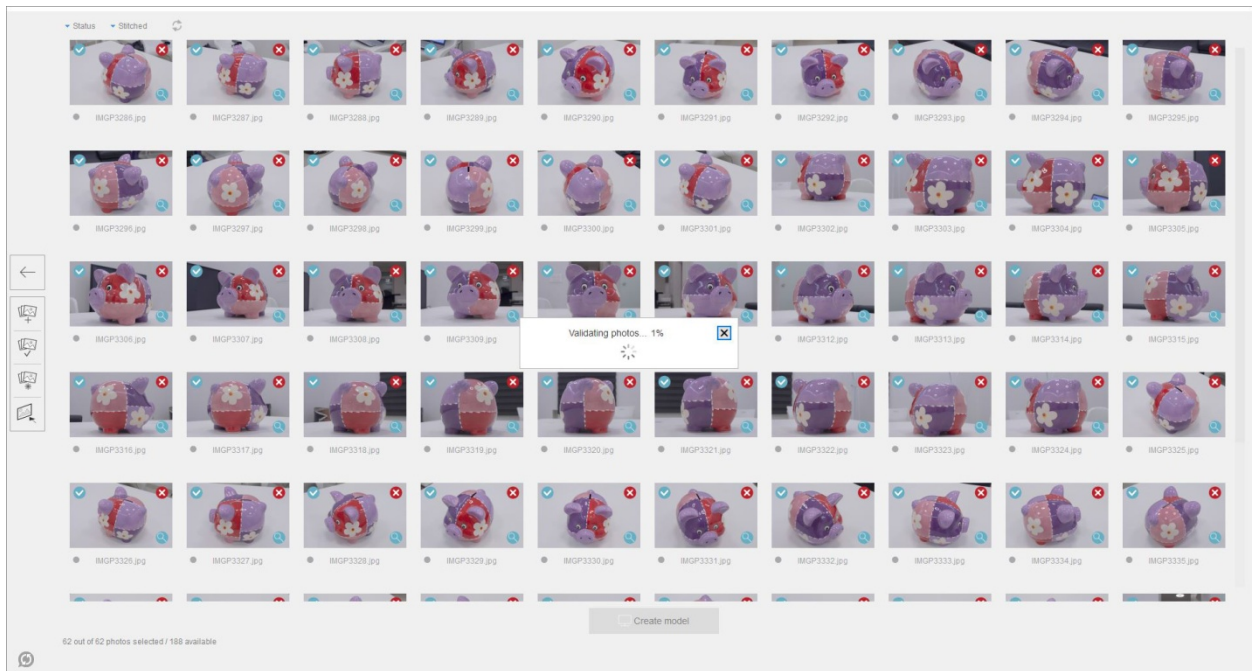 Status Stitched
IMGP3286.jpg IMGP3287.jpg IMGP3288.jpg IMGP3289.jpg IMGP3290.jpg IMGP3291.jpg IMGP3292.jpg IMGP3293.jpg IMGP3294.jpg IMGP3295.jpg
IMGP3296.jpg IMGP3297.jpg IMGP3298.jpg IMGP3299.jpg IMGP3300.jpg IMGP3301.jpg IMGP3302.jpg IMGP3303.jpg IMGP3304.jpg IMGP3305.jpg
Validating photos.... 1%
IMGP3306.jpg IMGP3307.jpg IMGP3308.jpg IMGP3309.jpg IMGP3312.jpg IMGP3313.jpg IMGP3314.jpg IMGP3315.jpg
IMGP3316.jpg IMGP3317.jpg IMGP3318.jpg IMGP3319.jpg IMGP3320.jpg IMGP3321.jpg IMGP3322.jpg IMGP3323.jpg IMGP3324.jpg IMGP3325.jpg
IMGP3326.jpg IMGP3327.jpg IMGP3328.jpg IMGP3329.jpg IMGP3330.jpg IMGP3331.jpg IMGP3332.jpg IMGP3333.jpg IMGP3334.jpg IMGP3335.jpg
Create model
62 out of 62 photos selected / 188 available